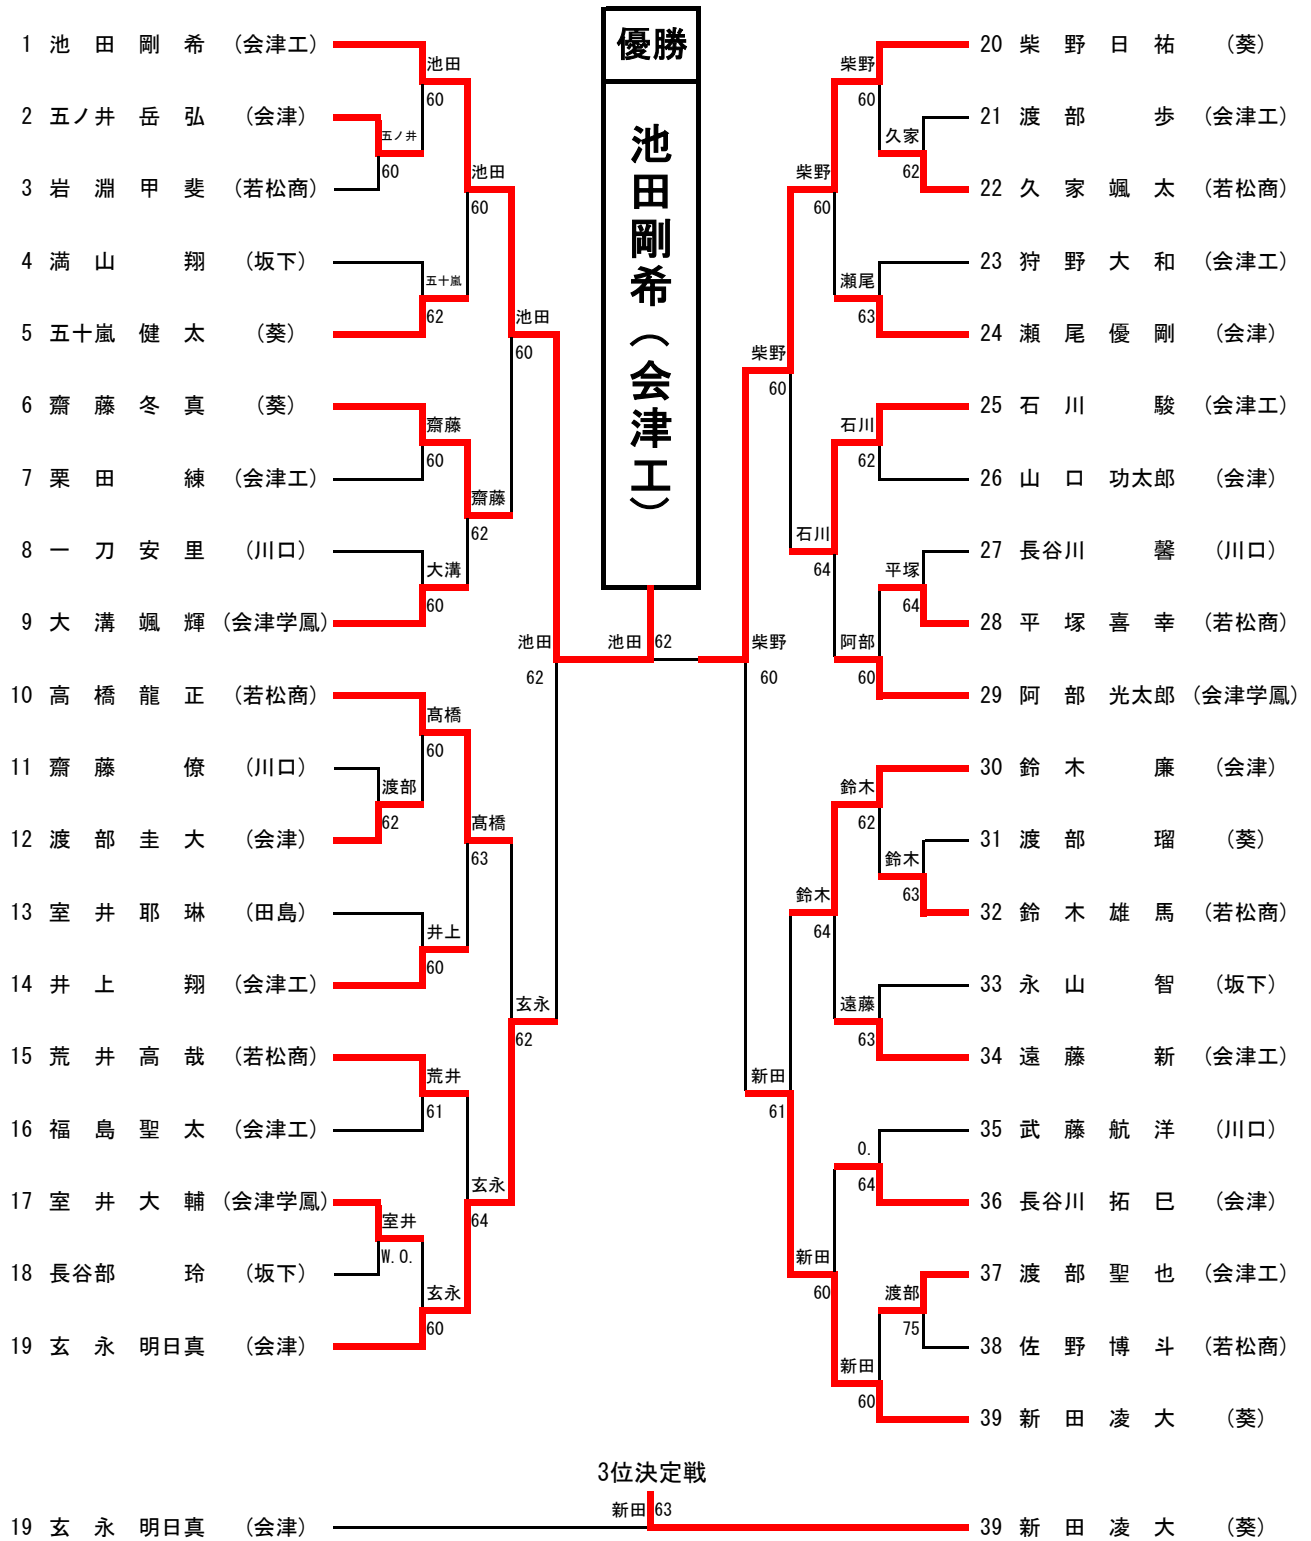 優勝
池田剛希（会津工）
1 池田剛希 （会津工）
2 五ノ井岳弘 （会津）
3 岩淵甲斐 （若松商）
4 満山翔 （坂下）
5 五十嵐健太 （葵）
6 齋藤冬真 （葵）
7 栗田練 （会津工）
8 一刀安里 （川口）
9 大溝颯輝 （会津学鳳）
10 高橋龍正 （若松商）
11 齋藤僚 （川口）
12 渡部圭大 （会津）
13 室井耶琳 （田島）
14 井上翔 （会津工）
15 荒井高哉 （若松商）
16 福島聖太 （会津工）
17 室井大輔 （会津学鳳）
18 長谷部玲 （坂下）
19 玄永明日真 （会津）
五ノ井
60
渡部
62
室井
W.O.
池田
60
五十嵐
62
齋藤
60
大溝
60
髙橋
60
井上
60
荒井
61
玄永
60
池田
60
齋藤
62
髙橋
63
玄永
64
池田
60
玄永
62
池田
62
池田 62
柴野
60
柴野
60
新田
61
柴野
60
石川
64
鈴木
64
新田
60
柴野
60
瀬尾
63
石川
62
阿部
60
鈴木
62
遠藤
63
0.
64
新田
60
久家
62
平塚
64
鈴木
63
渡部
75
20 柴野日祐 （葵）
21 渡部歩 （会津工）
22 久家颯太 （若松商）
23 狩野大和 （会津工）
24 瀬尾優剛 （会津）
25 石川駿 （会津工）
26 山口功太郎 （会津）
27 長谷川馨 （川口）
28 平塚喜幸 （若松商）
29 阿部光太郎 （会津学鳳）
30 鈴木廉 （会津）
31 渡部瑠 （葵）
32 鈴木雄馬 （若松商）
33 永山智 （坂下）
34 遠藤新 （会津工）
35 武藤航洋 （川口）
36 長谷川拓巳 （会津）
37 渡部聖也 （会津工）
38 佐野博斗 （若松商）
39 新田凌大 （葵）
3位決定戦
新田 63
19 玄永明日真 （会津）
39 新田凌大 （葵）